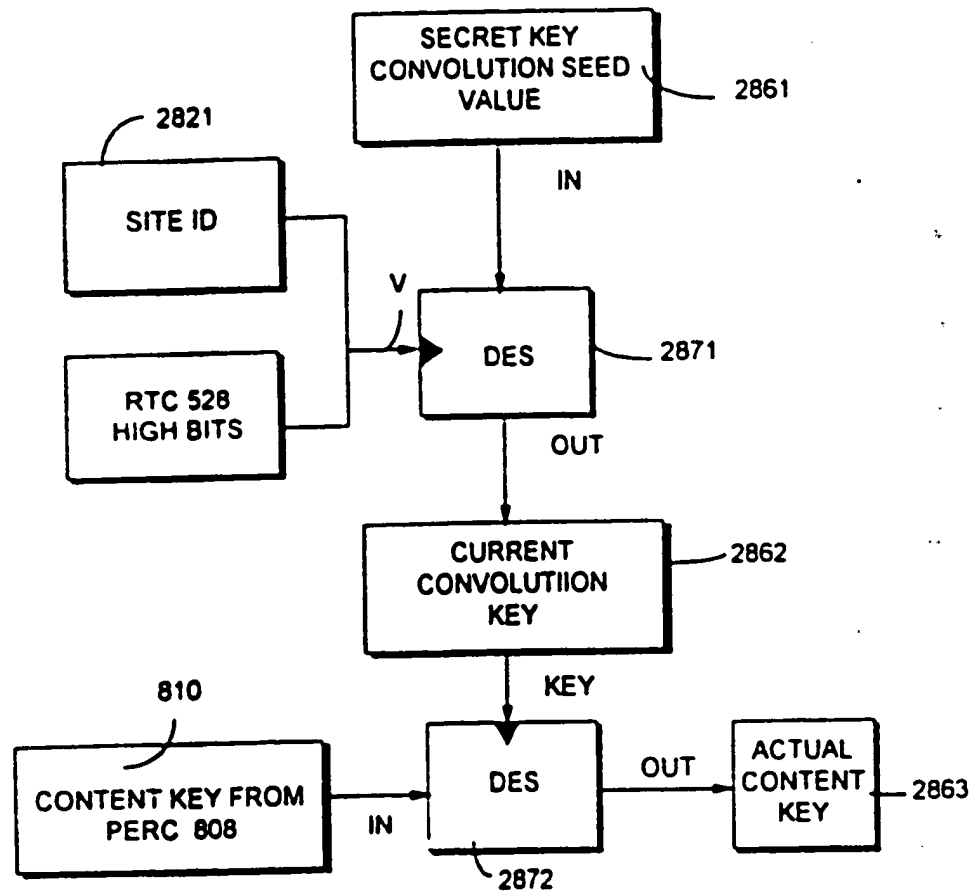 SECRET KEY
CONVOLUTION SEED
VALUE
2861
2821
IN
SITE ID
V
DES
2871
RTC 528
HIGH BITS
OUT
CURRENT
CONVOLUTIION
KEY
2862
KEY
810
CONTENT KEY FROM
PERC 808
IN
DES
2872
OUT
ACTUAL
CONTENT
KEY
2863